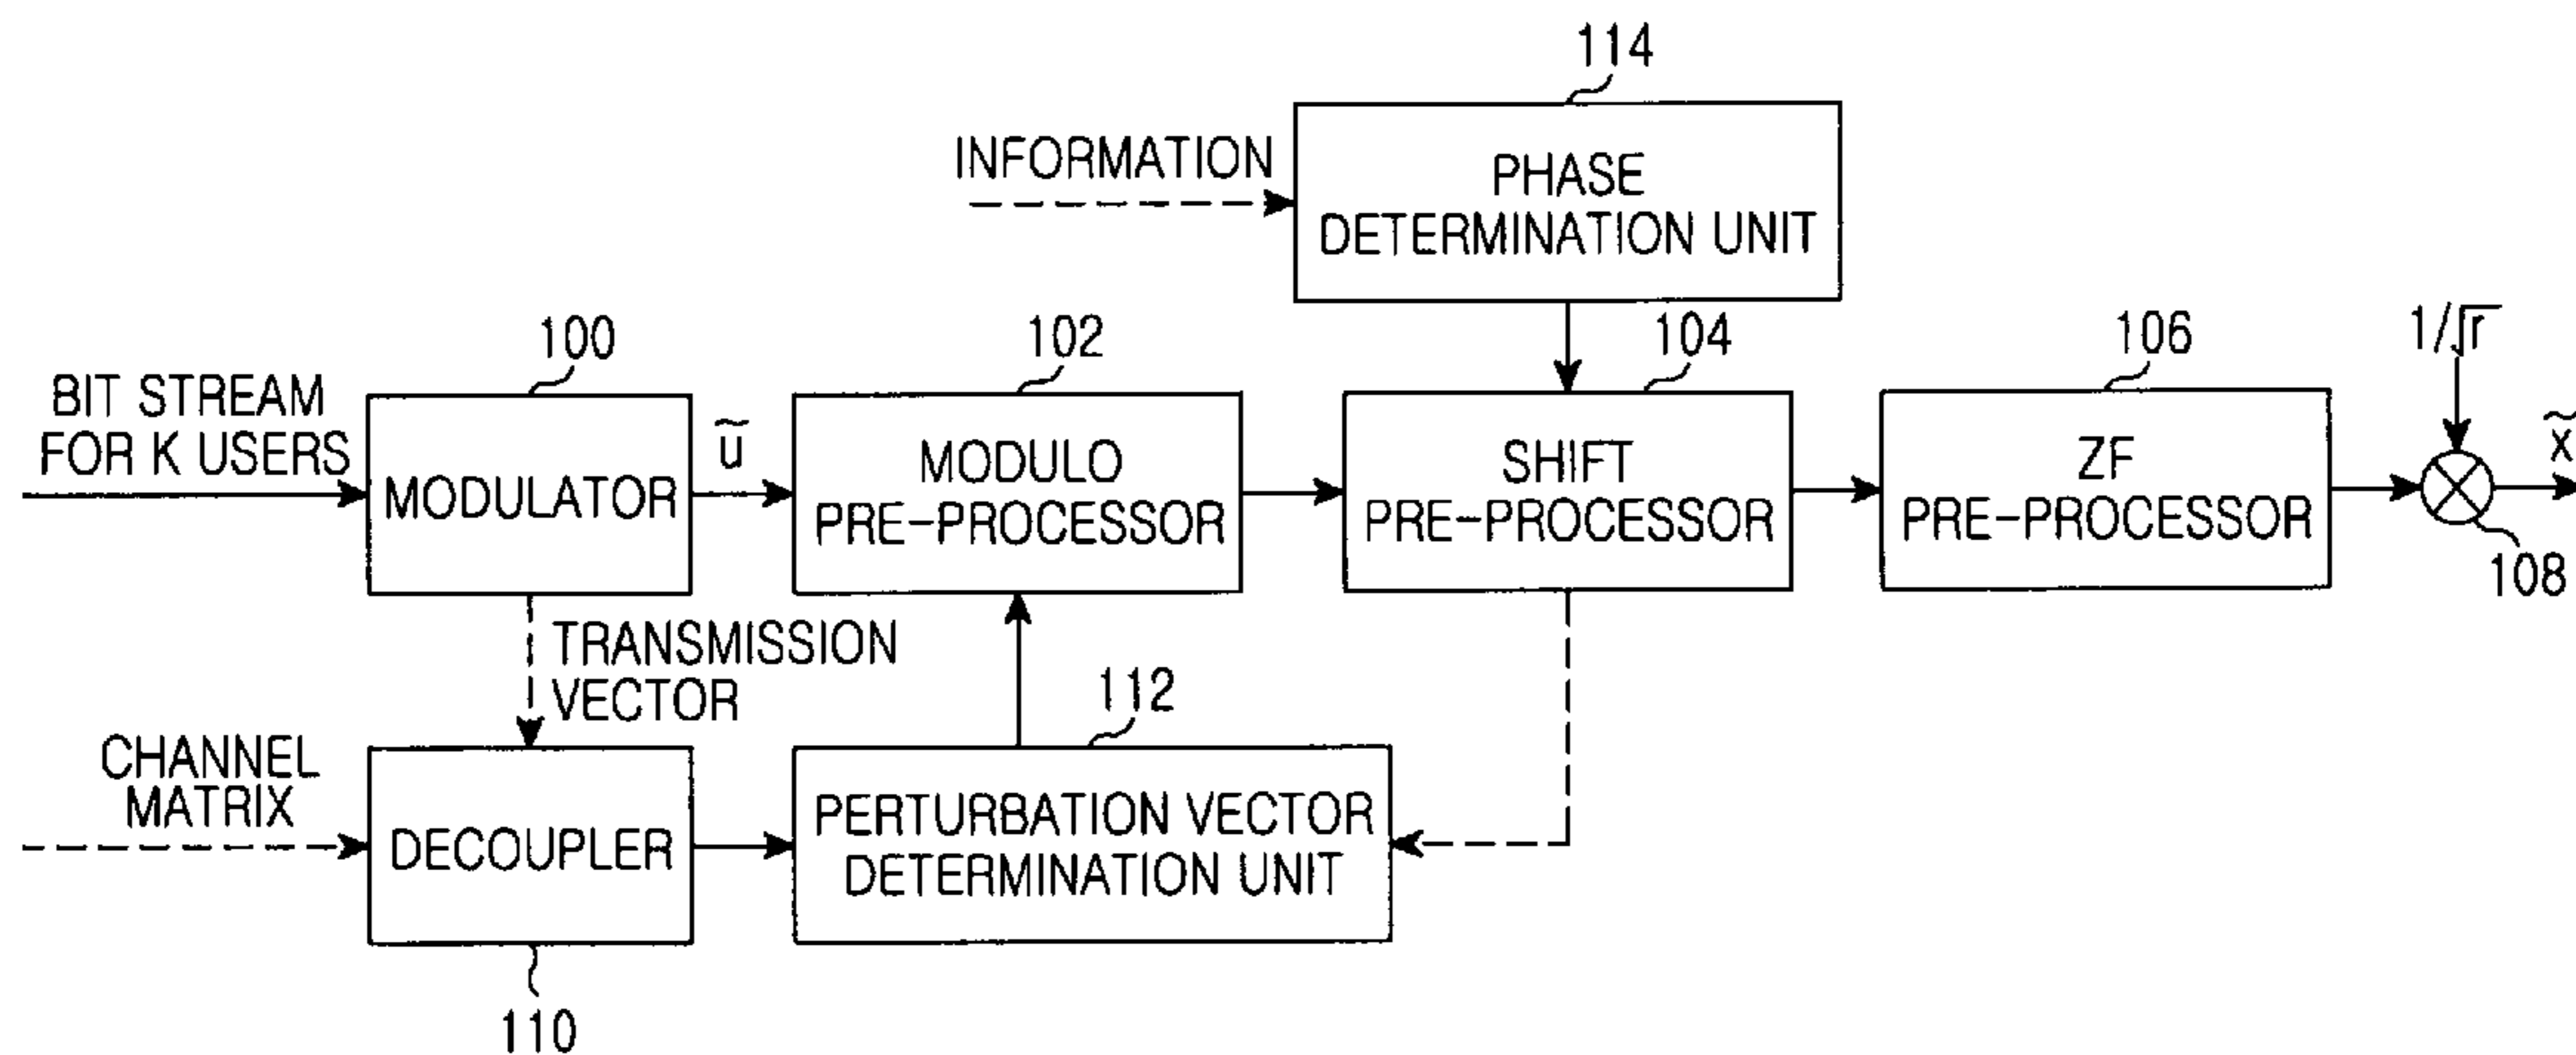 114
INFORMATION
PHASE
DETERMINATION UNIT
100
102
104
106
1/√r
BIT STREAM
FOR K USERS
MODULATOR
ũ
MODULO
PRE-PROCESSOR
SHIFT
PRE-PROCESSOR
ZF
PRE-PROCESSOR
x̃
108
TRANSMISSION
VECTOR
112
CHANNEL
MATRIX
DECOUPLER
PERTURBATION VECTOR
DETERMINATION UNIT
110